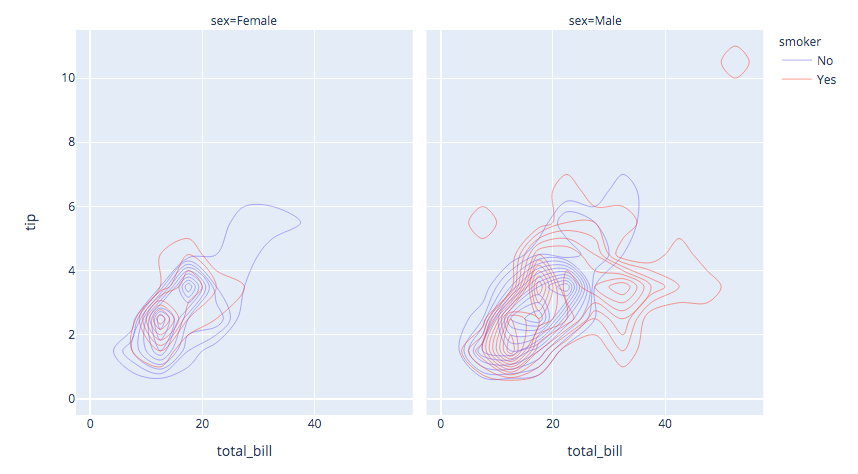 sex=Female
sex=Male
smoker
No
Yes
10
8
6
4
2
0
tip
0 20 40
0 20 40
total_bill
total_bill